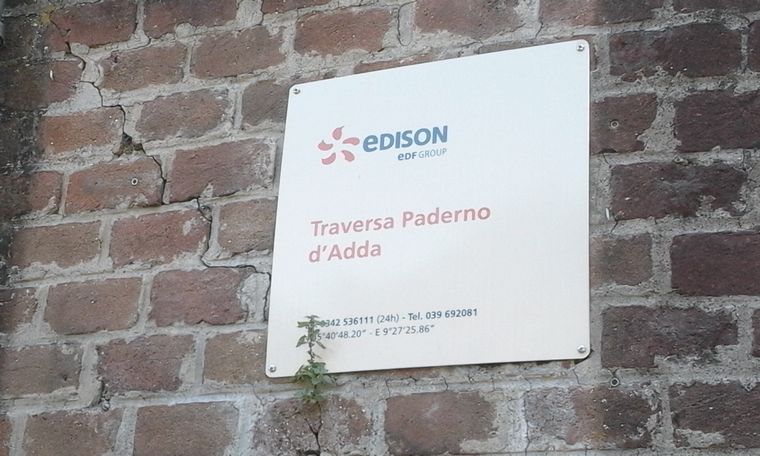 eDISON
eDF GROUP
Traversa Paderno
d'Adda
0342 536111 (24h) - Tel. 039 692081
5°40'48.20" - E 9°27'25.86"